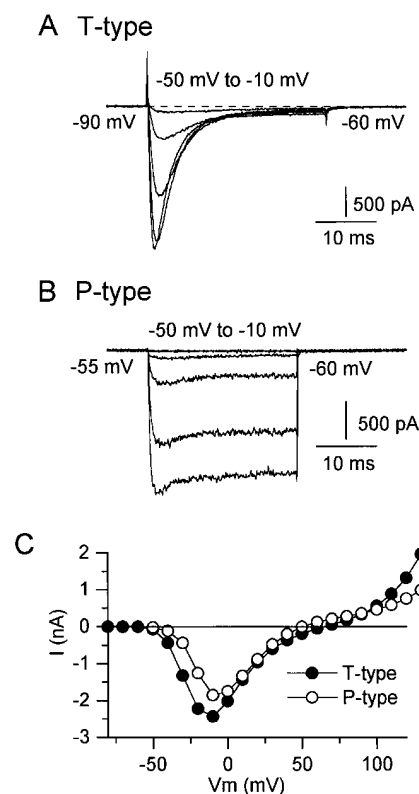 A T-type
-50 mV to -10 mV
-90 mV
-60 mV
500 pA
10 ms
B P-type
-50 mV to -10 mV
-55 mV
-60 mV
500 pA
10 ms
C
2
1
0
-1
-2
-3
I (nA)
T-type
P-type
-50 0 50 100
Vm (mV)